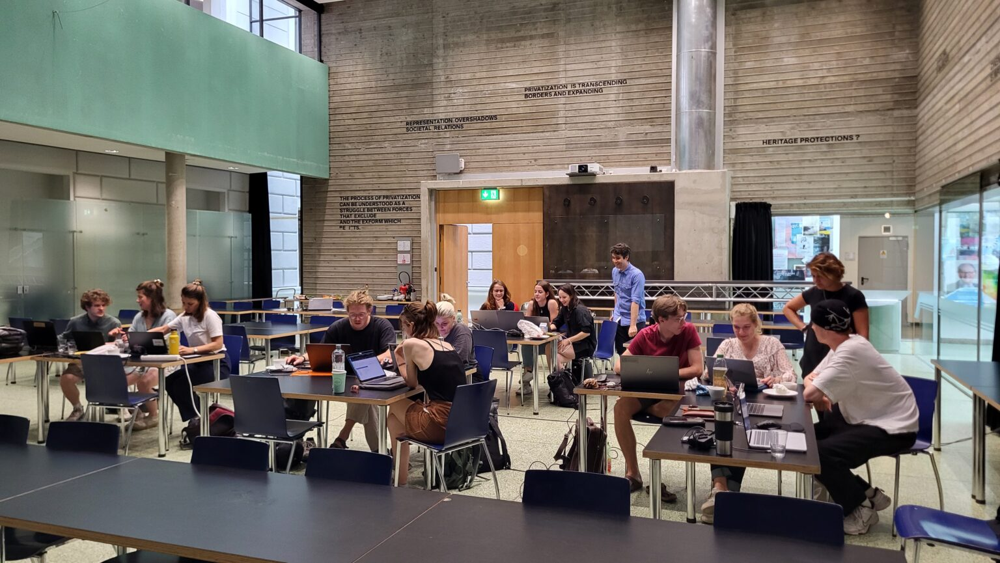 PRIVATIZATION IS TRANSCENDING
BORDERS AND EXPANDING
REPRESENTATION OVERSHADOWS
SOCIETAL RELATIONS
HERITAGE PROTECTIONS ?
THE PROCESS OF PRIVATIZATION
CAN BE UNDERSTOOD AS A
STRUGGLE BETWEEN FORCES
THAT EXCLUDE
AND THE EXFORM WHICH
hp